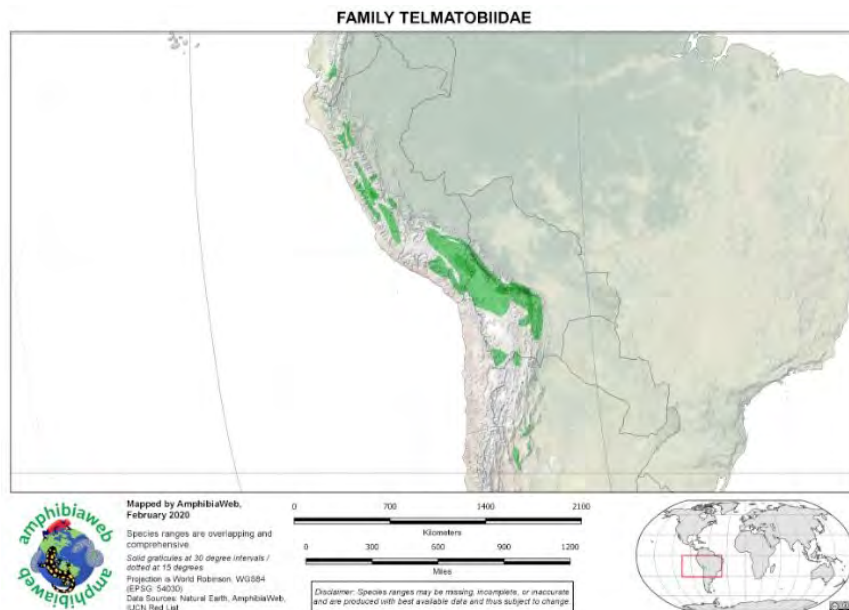 FAMILY TELMATOBIIDAE
amphibiaweb
amphibiaweb
Mapped by AmphibiaWeb,
February 2020
Species ranges are overlapping and
comprehensive.
Solid graticules at 30 degree intervals /
dotted at 15 degrees
Projection is World Robinson, WGS84
(EPSG: 54030)
Data Sources: Natural Earth, AmphibiaWeb,
IUCN Red List
0 700 1400 2100
Kilometers
0 300 600 900 1200
Miles
Disclaimer: Species ranges may be missing, incomplete, or inaccurate
and are produced with best available data and thus subject to change.